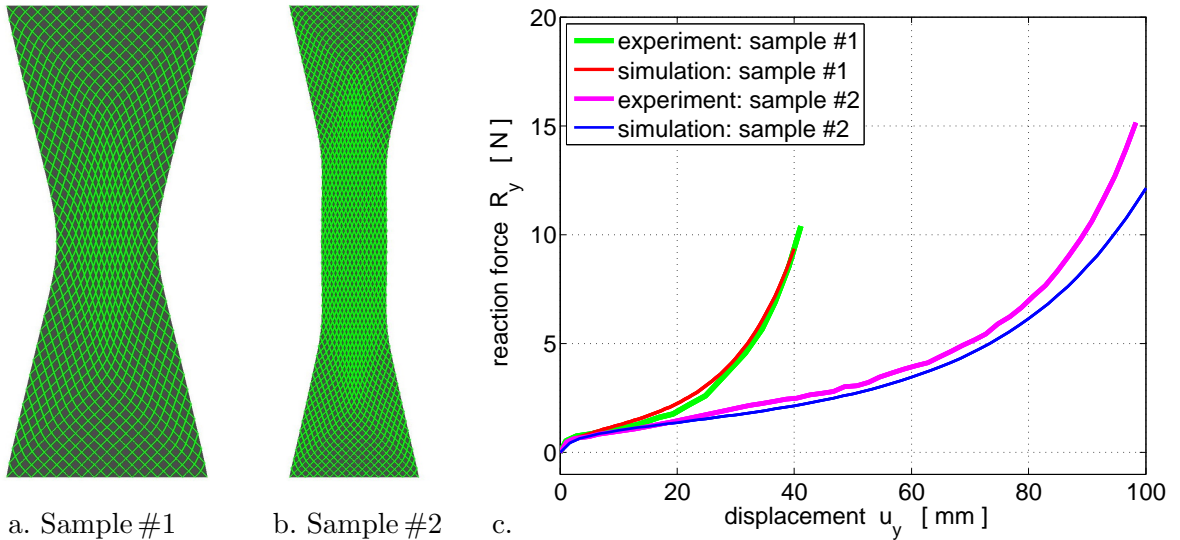 experiment: sample #1
simulation: sample #1
experiment: sample #2
simulation: sample #2
20
15
10
5
0
reaction force R_y [ N ]
0 20 40 60 80 100
displacement u_y [ mm ]
a. Sample #1 b. Sample #2 c.